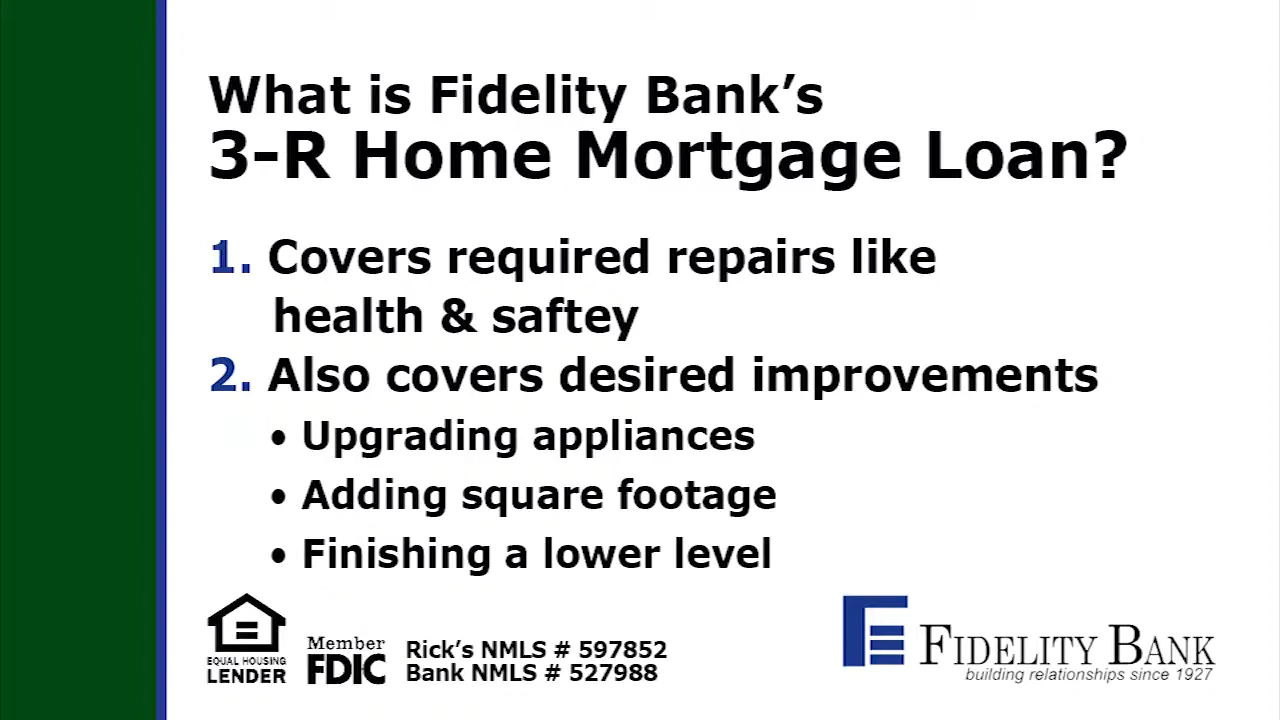 What is Fidelity Bank’s
3-R Home Mortgage Loan?
1. Covers required repairs like
health & saftey
2. Also covers desired improvements
• Upgrading appliances
• Adding square footage
• Finishing a lower level
EQUAL HOUSING
LENDER
Member
FDIC
Rick’s NMLS # 597852
Bank NMLS # 527988
FIDELITY BANK
building relationships since 1927